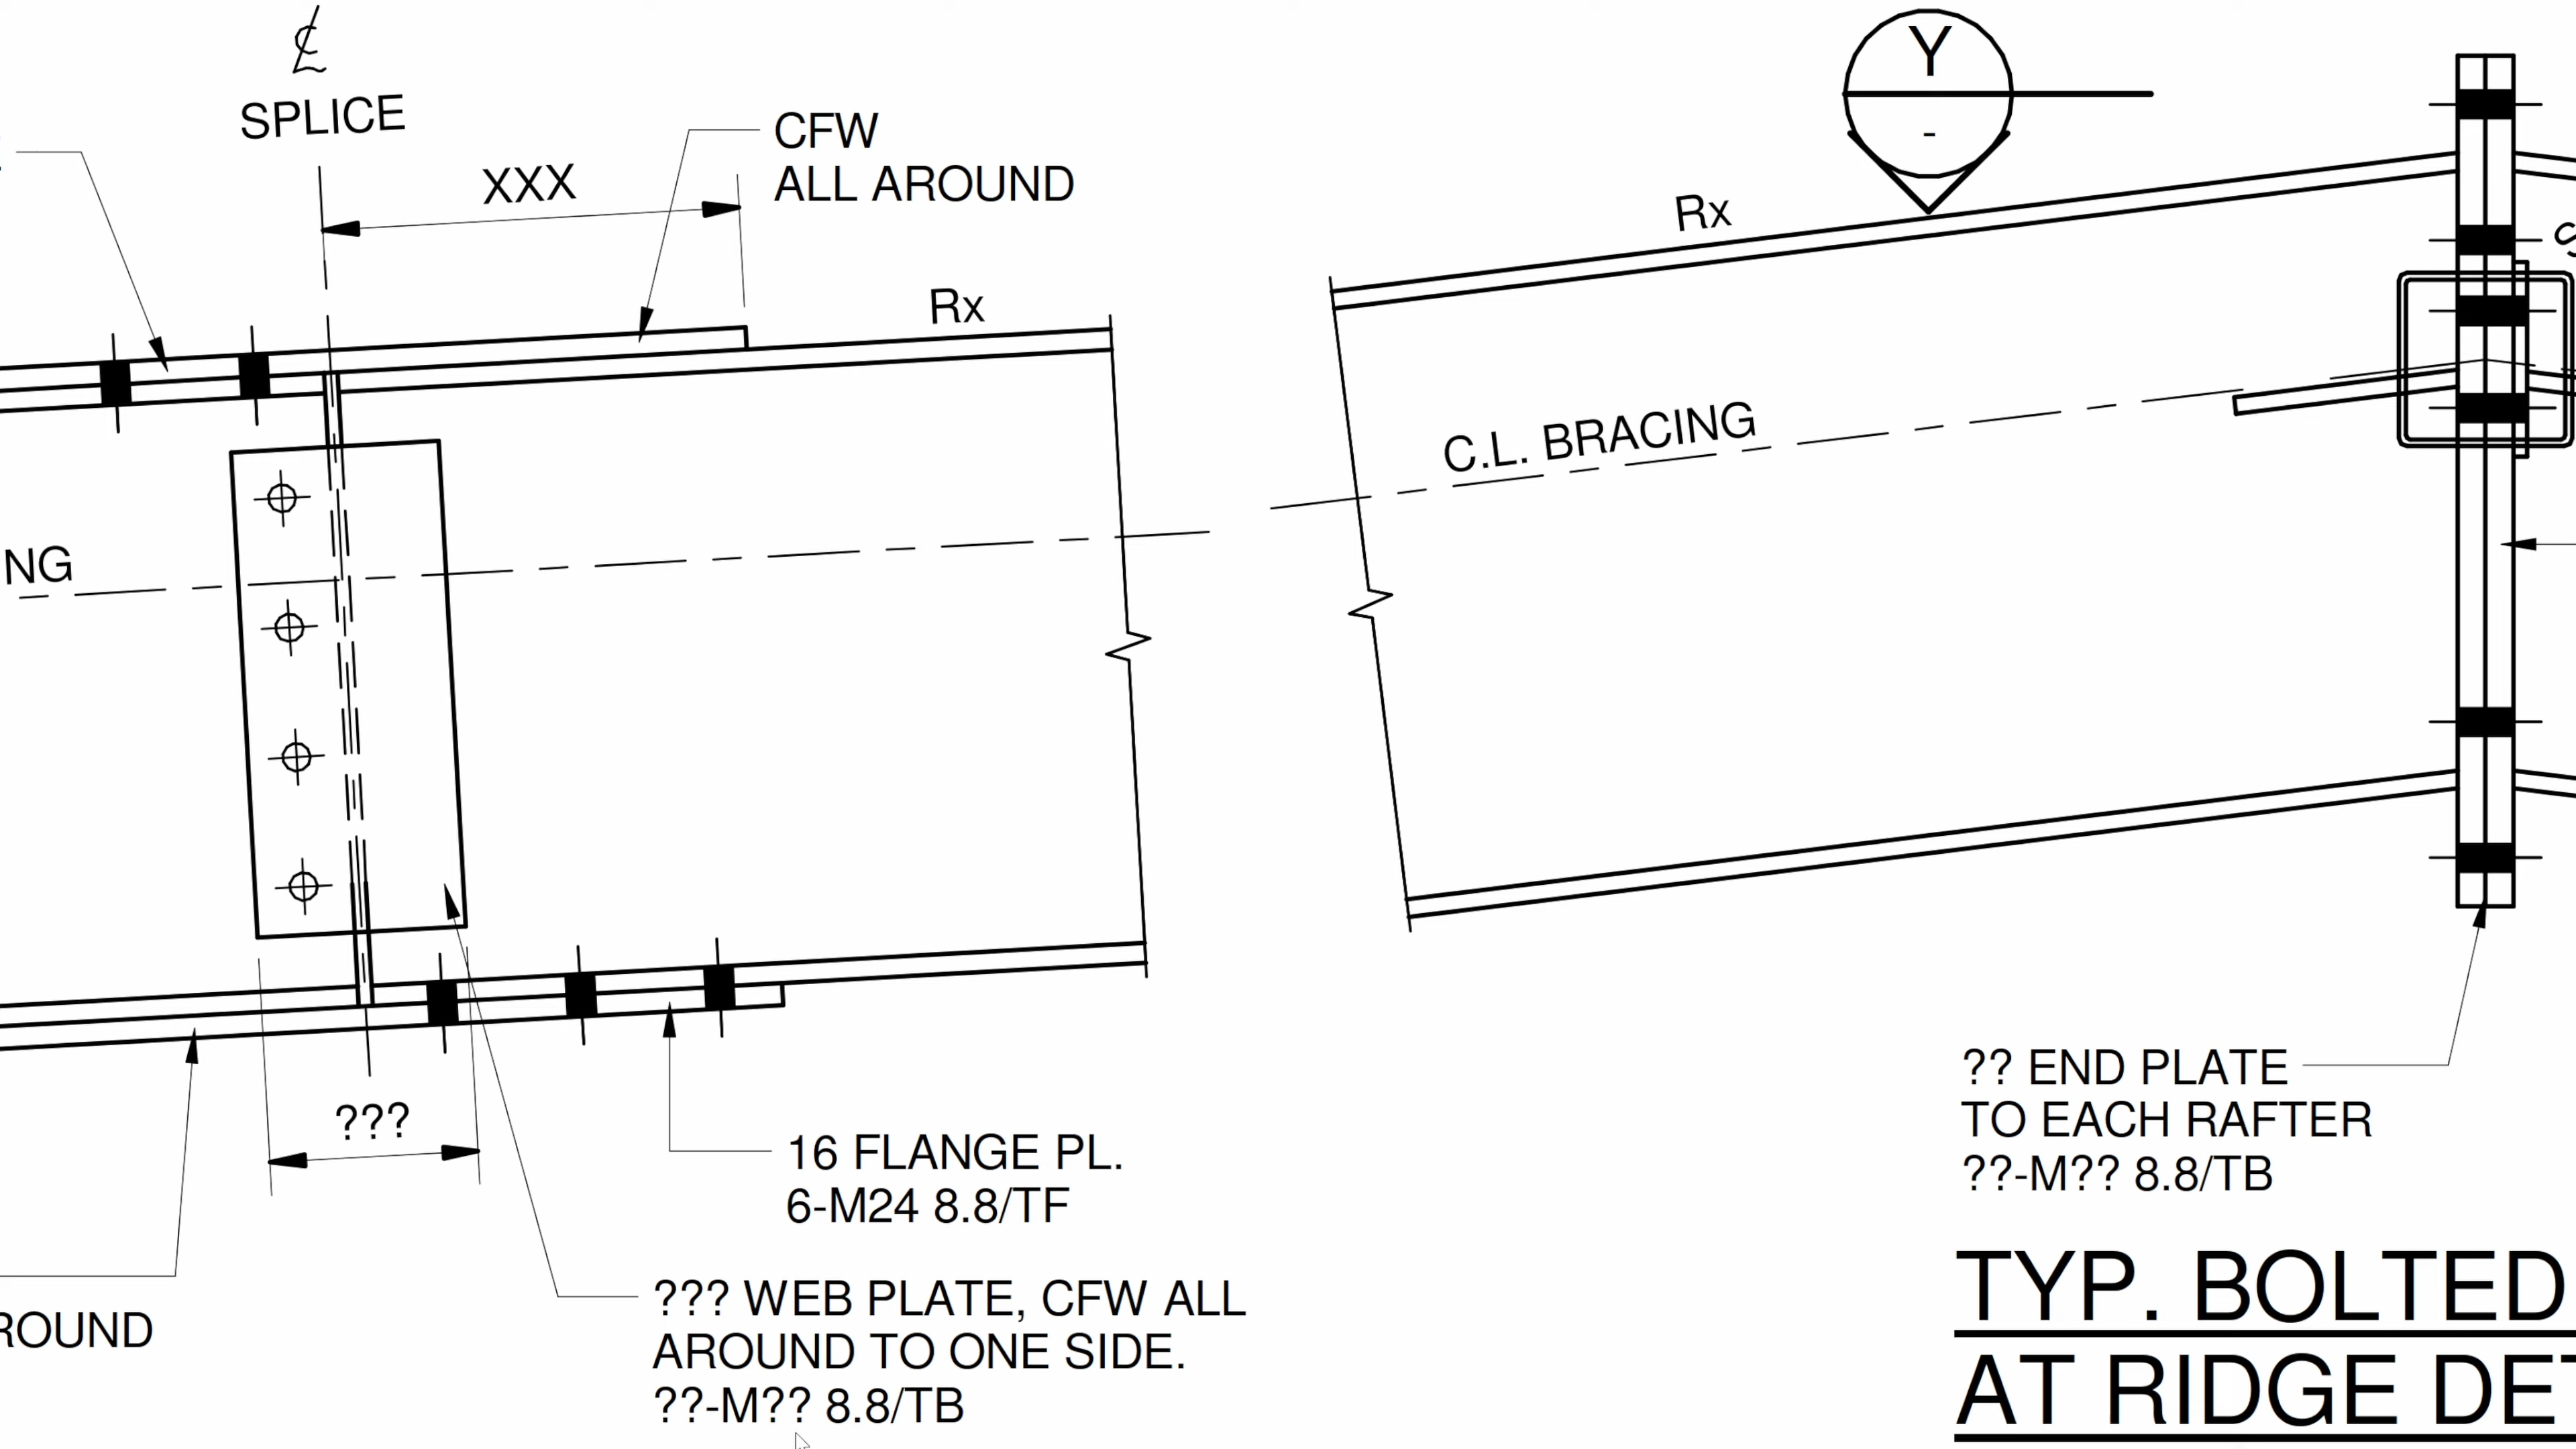 ℄
SPLICE
XXX
CFW
ALL AROUND
Rx
NG
???
16 FLANGE PL.
6-M24 8.8/TF
??? WEB PLATE, CFW ALL
AROUND TO ONE SIDE.
??-M?? 8.8/TB
ROUND
Y
-
Rx
C.L. BRACING
S
?? END PLATE
TO EACH RAFTER
??-M?? 8.8/TB
TYP. BOLTED
AT RIDGE DET